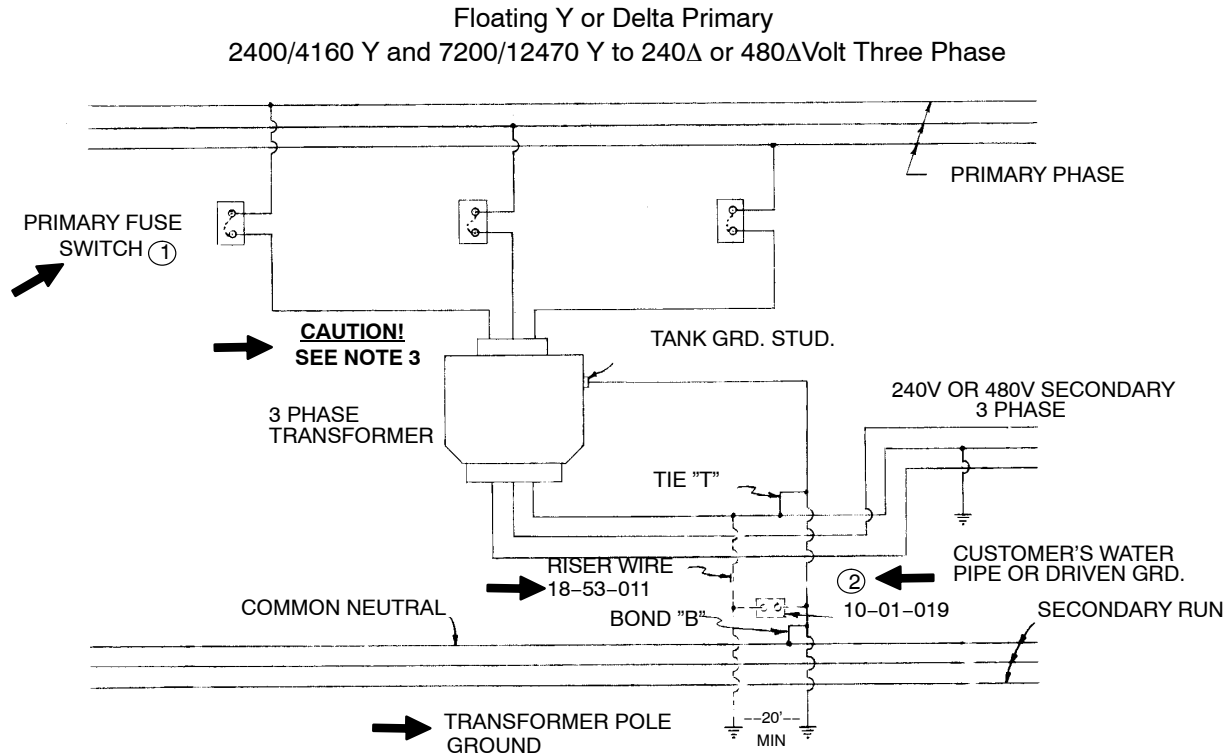 Floating Y or Delta Primary
2400/4160 Y and 7200/12470 Y to 240Δ or 480ΔVolt Three Phase
PRIMARY PHASE
PRIMARY FUSE
SWITCH 1
CAUTION!
SEE NOTE 3
TANK GRD. STUD.
240V OR 480V SECONDARY
3 PHASE
3 PHASE
TRANSFORMER
TIE ”T”
RISER WIRE
18–53–011
2
CUSTOMER'S WATER
PIPE OR DRIVEN GRD.
COMMON NEUTRAL
BOND ”B”
10–01–019
SECONDARY RUN
TRANSFORMER POLE
GROUND
20'
MIN